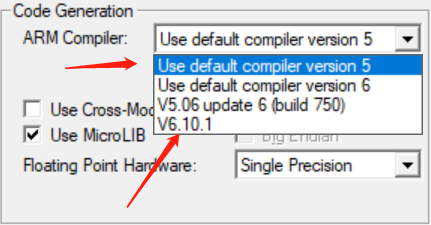 Code Generation
ARM Compiler: Use default compiler version 5
Use default compiler version 5
Use default compiler version 6
V5.06 update 6 (build 750)
V6.10.1
Use Cross-Mod
Use MicroLIB Big Endian
Floating Point Hardware: Single Precision